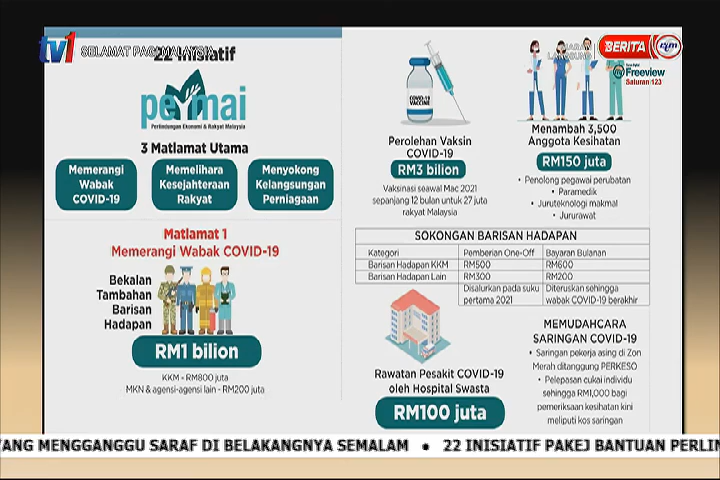 tv1
SELAMAT PAGI MALAYSIA
22 Inisiatif
permai
Perlindungan Ekonomi & Rakyat Malaysia
3 Matlamat Utama
Memerangi
Wabak
COVID-19
Memelihara
Kesejahteraan
Rakyat
Menyokong
Kelangsungan
Perniagaan
Matlamat 1
Memerangi Wabak COVID-19
Bekalan
Tambahan
Barisan
Hadapan
RM1 bilion
KKM - RM800 juta
MKN & agensi-agensi lain - RM200 juta
COVID-19
VACCINE
Perolehan Vaksin
COVID-19
RM3 bilion
Vaksinasi seawal Mac 2021
sepanjang 12 bulan untuk 27 juta
rakyat Malaysia
BERITA rtm
Freeview
Saluran 123
Menambah 3,500
Anggota Kesihatan
RM150 juta
• Penolong pegawai perubatan
• Paramedik
• Juruteknologi makmal
• Jururawat
SOKONGAN BARISAN HADAPAN
Kategori Pemberian One-Off Bayaran Bulanan
Barisan Hadapan KKM RM500 RM600
Barisan Hadapan Lain RM300 RM200
Disalurkan pada suku
pertama 2021
Diteruskan sehingga
wabak COVID-19 berakhir
Rawatan Pesakit COVID-19
oleh Hospital Swasta
RM100 juta
MEMUDAHCARA
SARINGAN COVID-19
• Saringan pekerja asing di Zon
Merah ditanggung PERKESO
• Pelepasan cukai individu
sehingga RM1,000 bagi
pemeriksaan kesihatan kini
meliputi kos saringan
YANG MENGGANGU SARAF DI BELAKANGNYA SEMALAM • 22 INISIATIF PAKEJ BANTUAN PERLIN